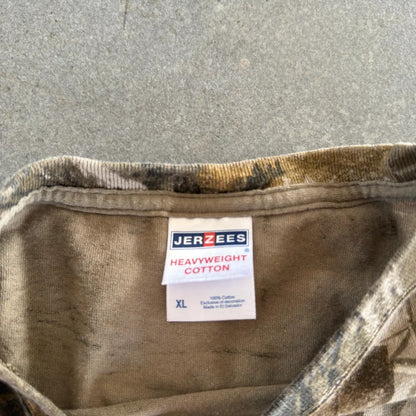 JERZEES
HEAVYWEIGHT
COTTON
XL
100% Cotton
Exclusive of decoration
Made in El Salvador